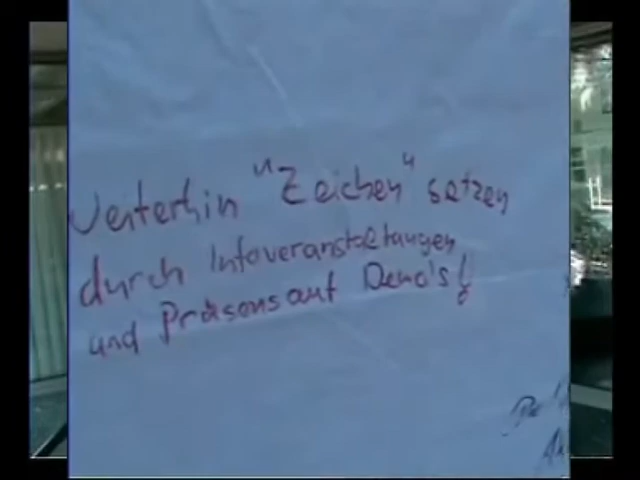 Weiterhin "Zeichen" setzen
durch Infoveranstaltungen
und Präsens auf Demo's!